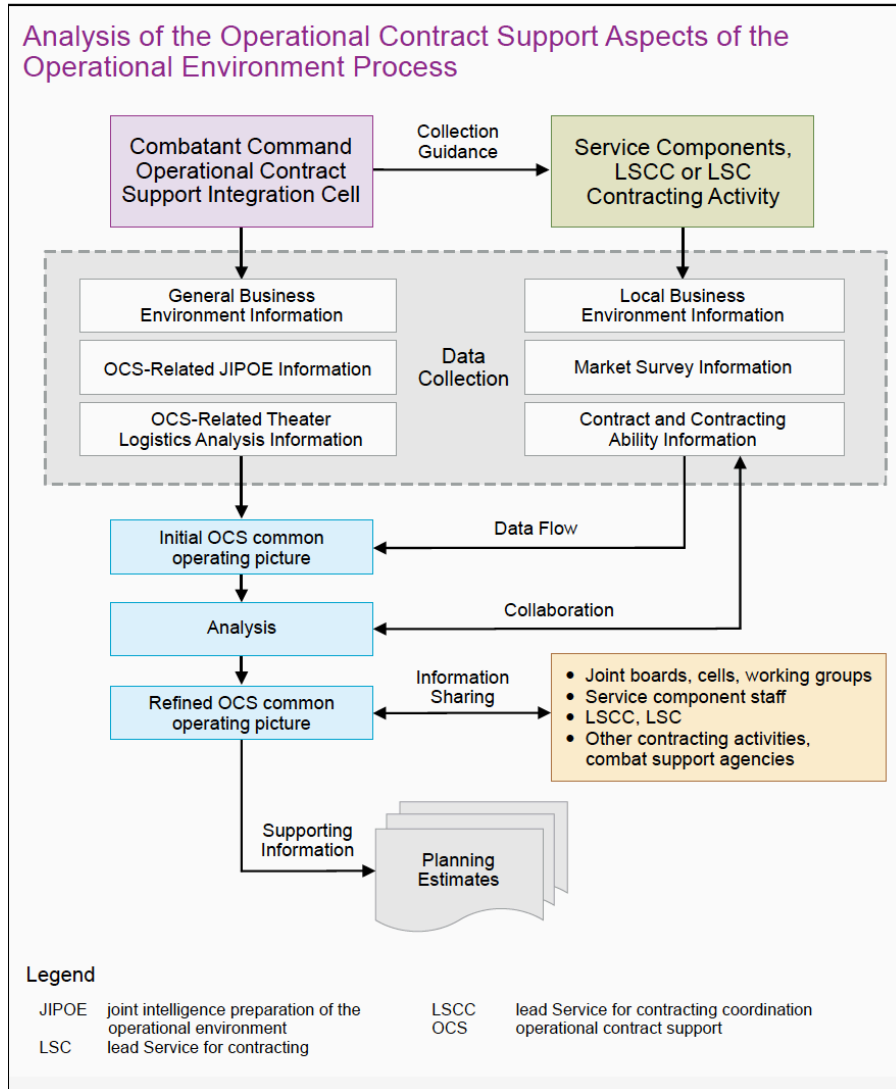 Analysis of the Operational Contract Support Aspects of the
Operational Environment Process
Combatant Command
Operational Contract
Support Integration Cell
Collection
Guidance
Service Components,
LSCC or LSC
Contracting Activity
General Business
Environment Information
OCS-Related JIPOE Information
OCS-Related Theater
Logistics Analysis Information
Data
Collection
Local Business
Environment Information
Market Survey Information
Contract and Contracting
Ability Information
Initial OCS common
operating picture
Data Flow
Analysis
Collaboration
Refined OCS common
operating picture
Information
Sharing
• Joint boards, cells, working groups
• Service component staff
• LSCC, LSC
• Other contracting activities,
combat support agencies
Supporting
Information
Planning
Estimates
Legend
JIPOE joint intelligence preparation of the
operational environment
LSC lead Service for contracting
LSCC lead Service for contracting coordination
OCS operational contract support